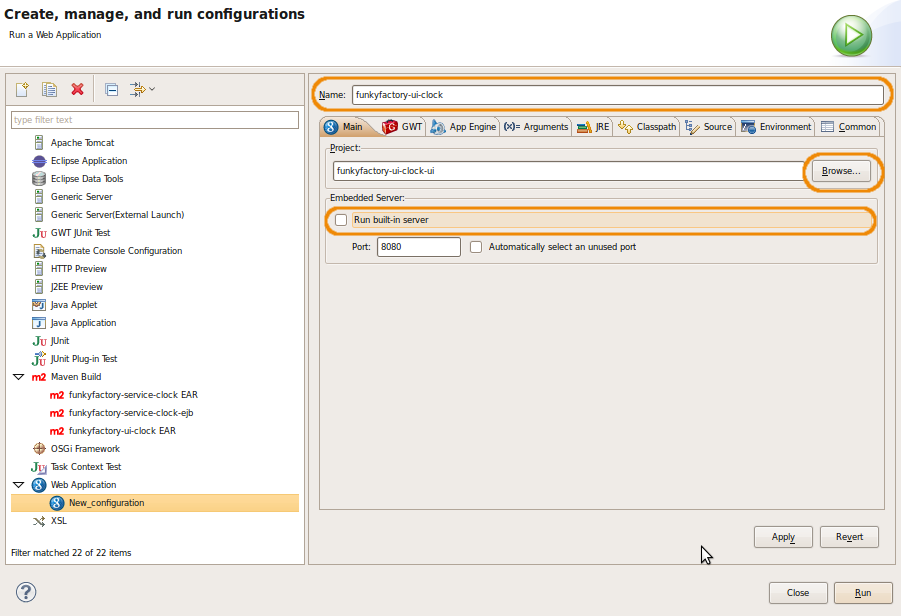 Create, manage, and run configurations
Run a Web Application
type filter text
Apache Tomcat
Eclipse Application
Eclipse Data Tools
Generic Server
Generic Server(External Launch)
GWT JUnit Test
Hibernate Console Configuration
HTTP Preview
J2EE Preview
Java Applet
Java Application
JUnit
JUnit Plug-in Test
m2 Maven Build
m2 funkyfactory-service-clock EAR
m2 funkyfactory-service-clock-ejb
m2 funkyfactory-ui-clock EAR
OSGi Framework
Task Context Test
Web Application
New_configuration
XSL
Filter matched 22 of 22 items
Name: funkyfactory-ui-clock
Main GWT App Engine (x)= Arguments JRE Classpath Source Environment Common
Project:
funkyfactory-ui-clock-ui Browse...
Embedded Server:
Run built-in server
Port: 8080 Automatically select an unused port
Apply Revert
? Close Run